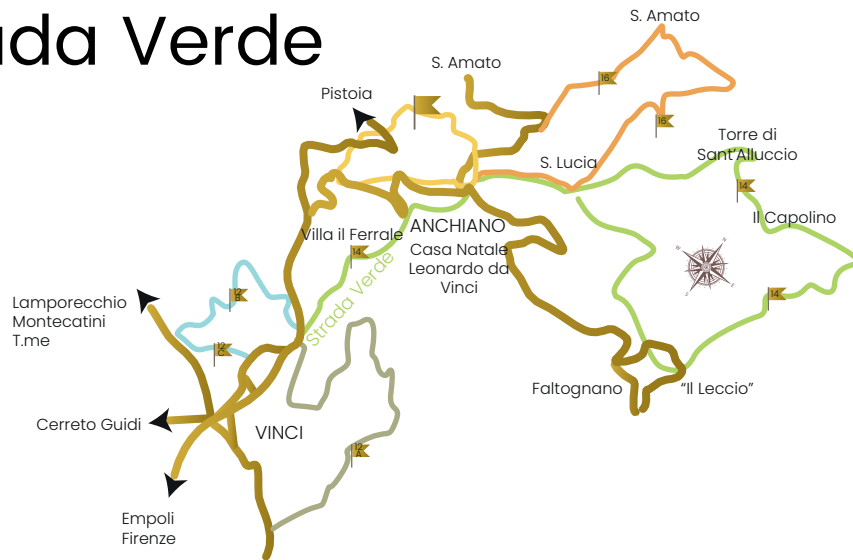 ada Verde
S. Amato
S. Amato
Pistoia
16
16
Torre di
Sant'Alluccio
S. Lucia
14
Il Capolino
ANCHIANO
Villa il Ferrale
14
Casa Natale
Leonardo da
Vinci
Strada Verde
12
B
14
Lamporecchio
Montecatini
T.me
12
C
Faltognano
"Il Leccio"
Cerreto Guidi
VINCI
12
A
Empoli
Firenze